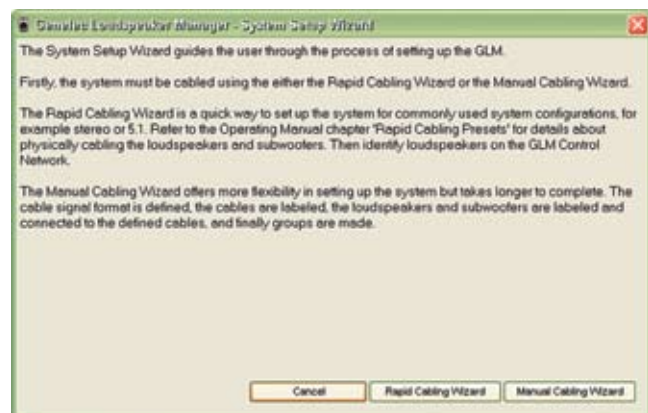 Genelec Loudspeaker Manager - System Setup Wizard
The System Setup Wizard guides the user through the process of setting up the GLM.
Firstly, the system must be cabled using the either the Rapid Cabling Wizard or the Manual Cabling Wizard.
The Rapid Cabling Wizard is a quick way to set up the system for commonly used system configurations, for
example stereo or 5.1. Refer to the Operating Manual chapter 'Rapid Cabling Presets' for details about
physically cabling the loudspeakers and subwoofers. Then identify loudspeakers on the GLM Control
Network.
The Manual Cabling Wizard offers more flexibility in setting up the system but takes longer to complete. The
cable signal format is defined, the cables are labeled, the loudspeakers and subwoofers are labeled and
connected to the defined cables, and finally groups are made.
Cancel Rapid Cabling Wizard Manual Cabling Wizard